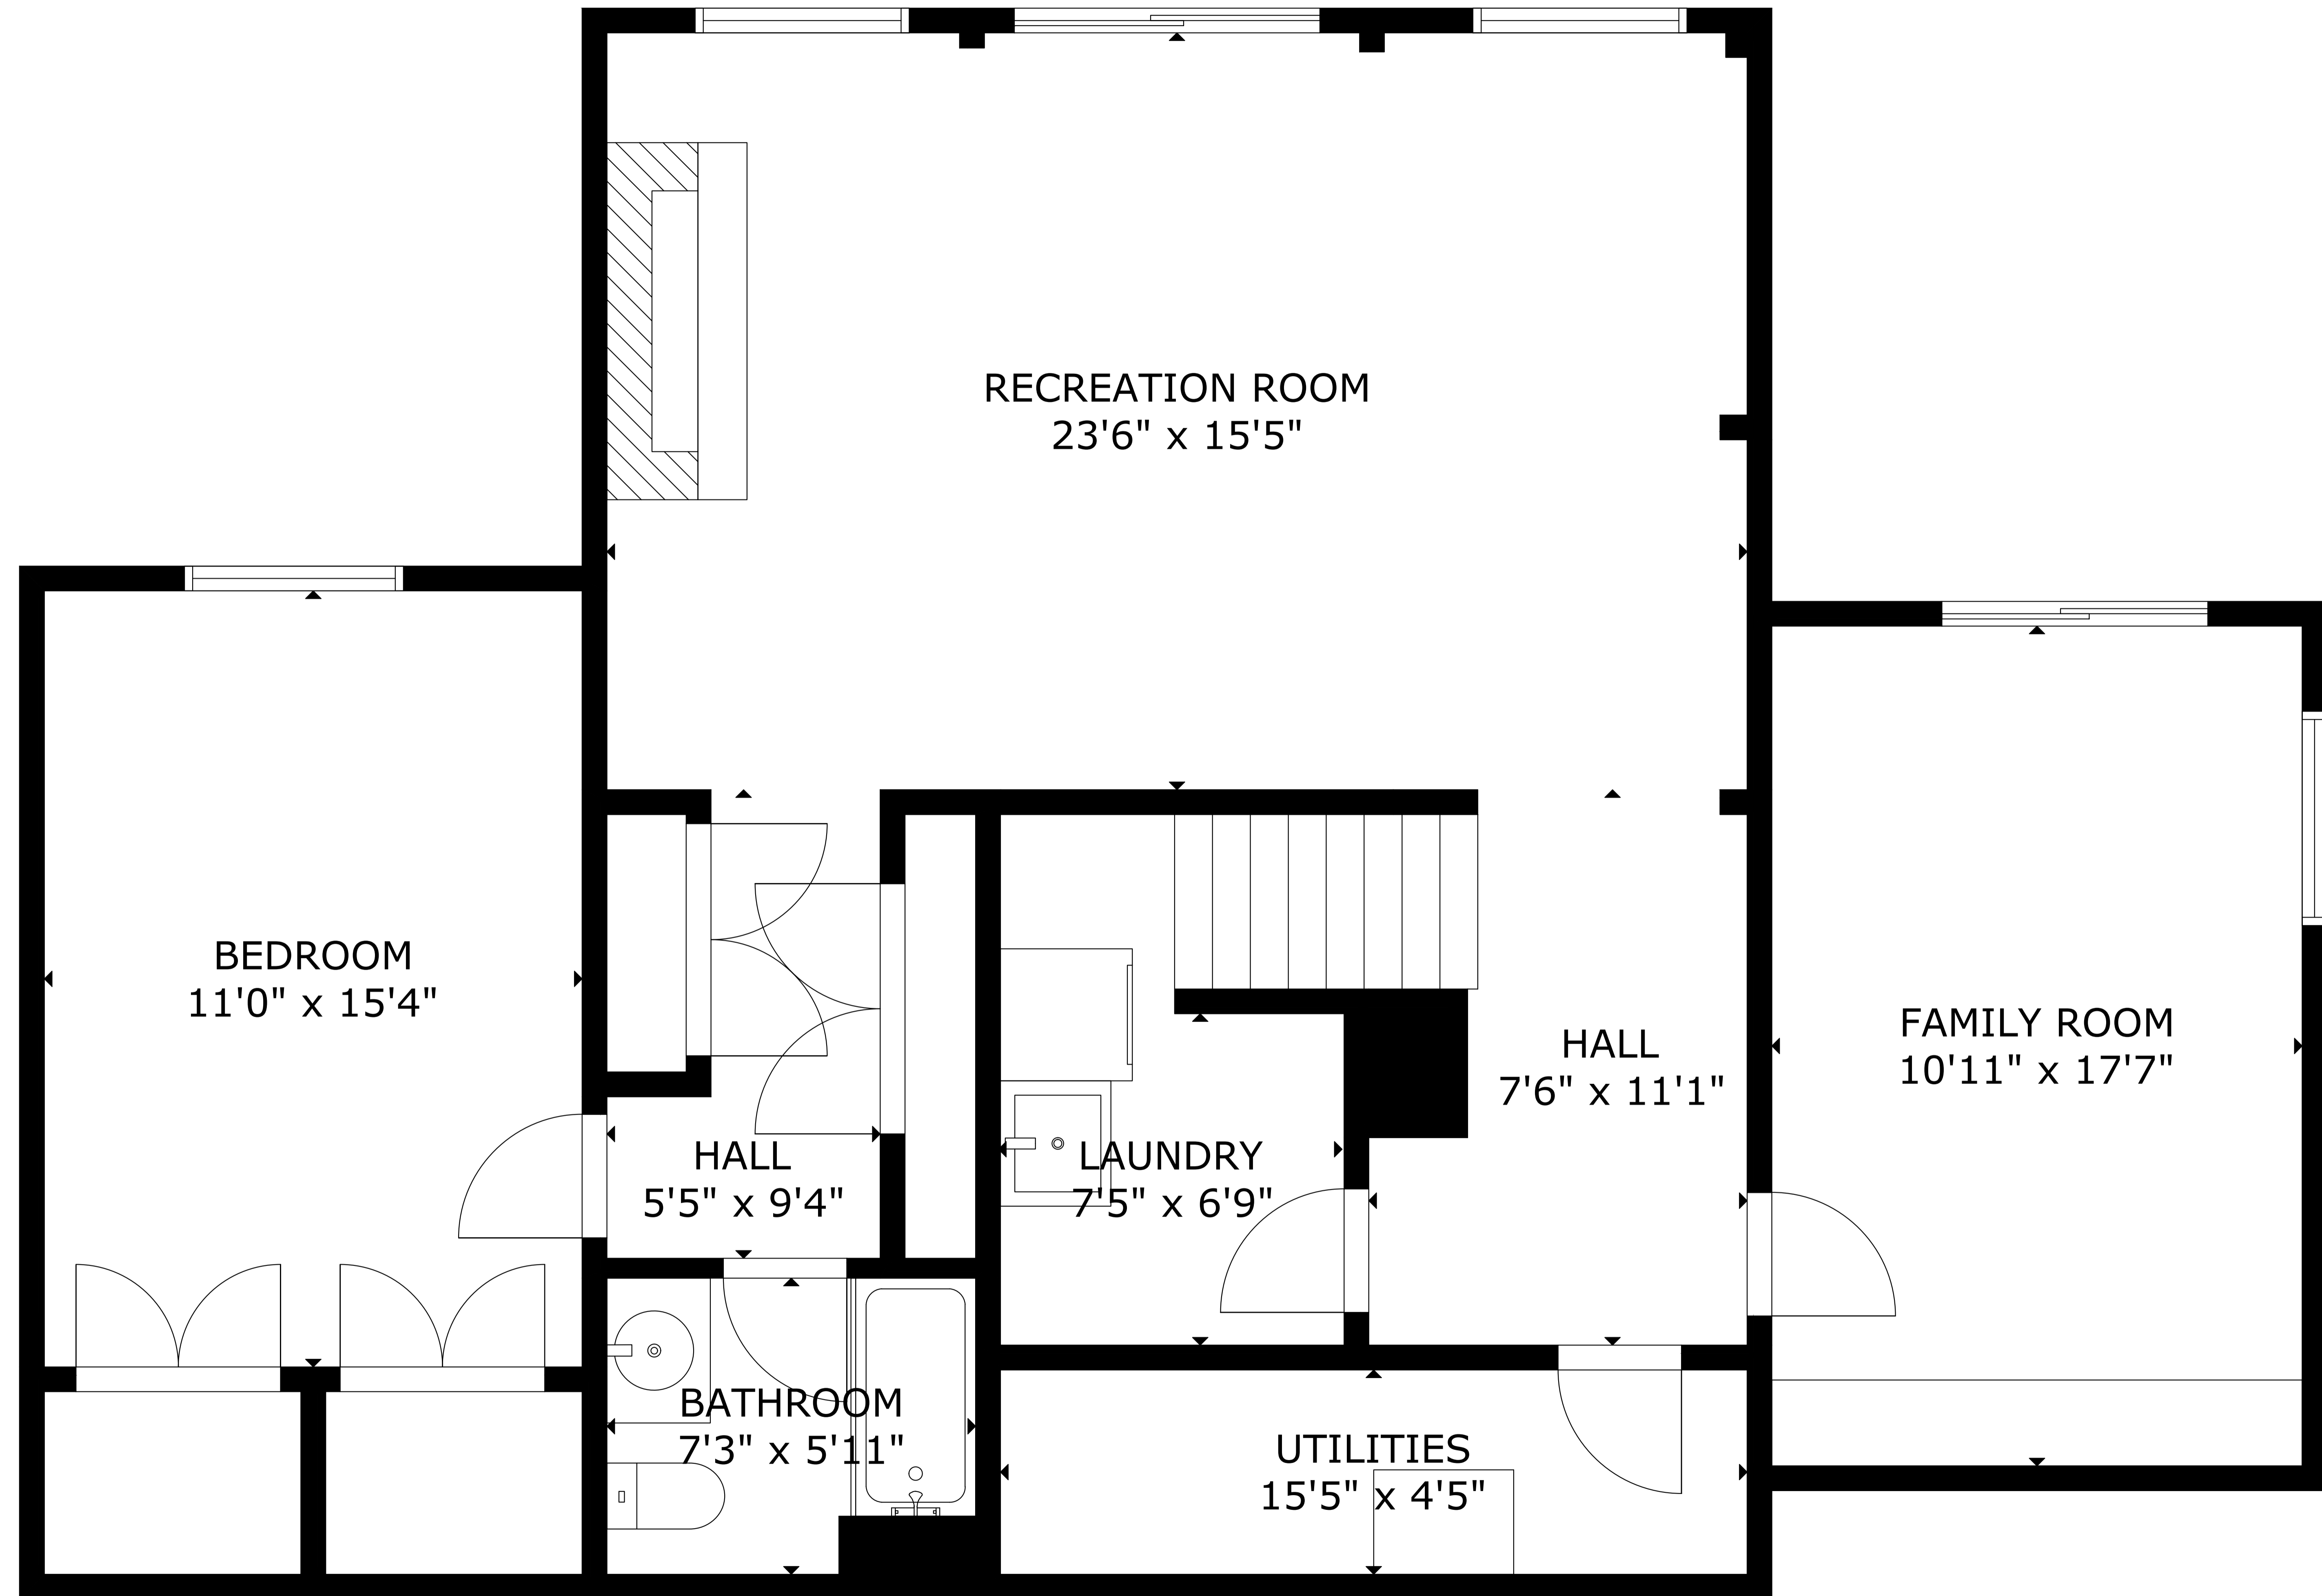 RECREATION ROOM
23'6" x 15'5"
BEDROOM
11'0" x 15'4"
FAMILY ROOM
10'11" x 17'7"
HALL
7'6" x 11'1"
HALL
5'5" x 9'4"
LAUNDRY
7'5" x 6'9"
BATHROOM
7'3" x 5'11"
UTILITIES
15'5" x 4'5"